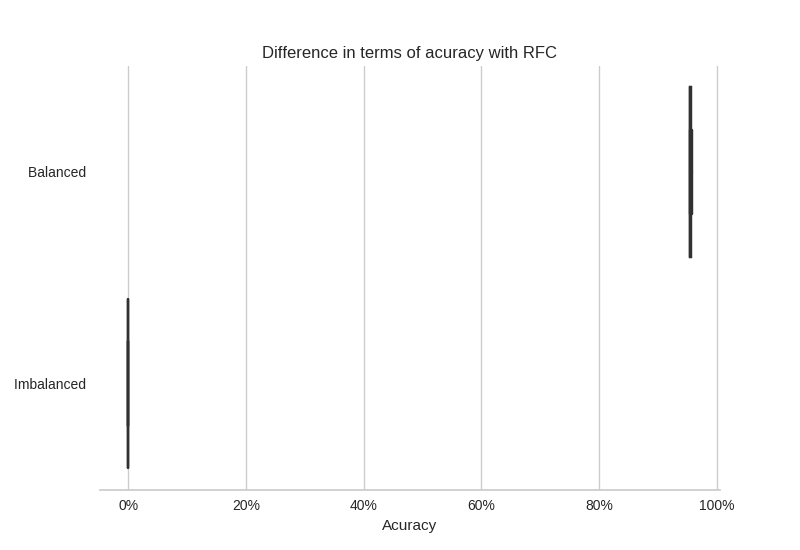 Difference in terms of acuracy with RFC
Balanced
Imbalanced
0% 20% 40% 60% 80% 100%
Acuracy